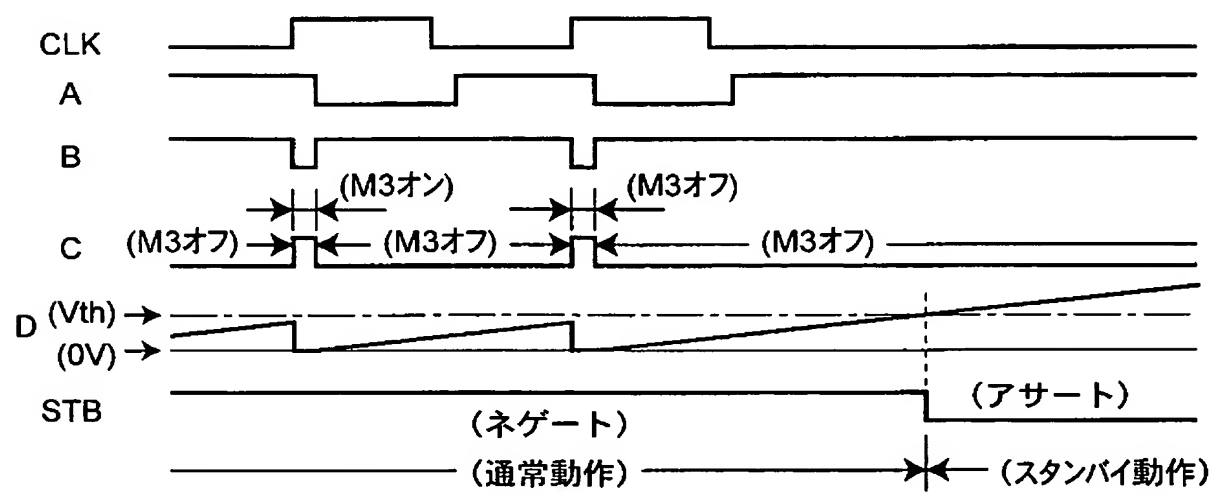 CLK
A
B
(M3オン)
(M3オフ)
C
(M3オフ)
(M3オフ)
(M3オフ)
D
(Vth)
(0V)
STB
(ネゲート)
(アサート)
(通常動作)
(スタンバイ動作)